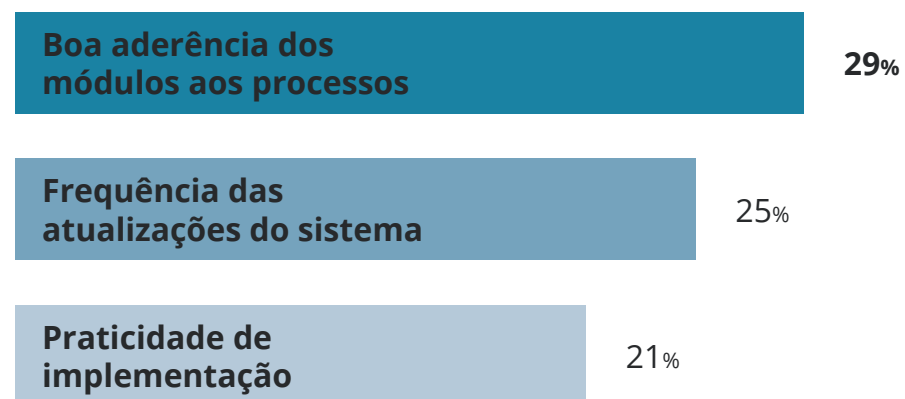 Boa aderência dos
módulos aos processos
29%
Frequência das
atualizações do sistema
25%
Praticidade de
implementação
21%